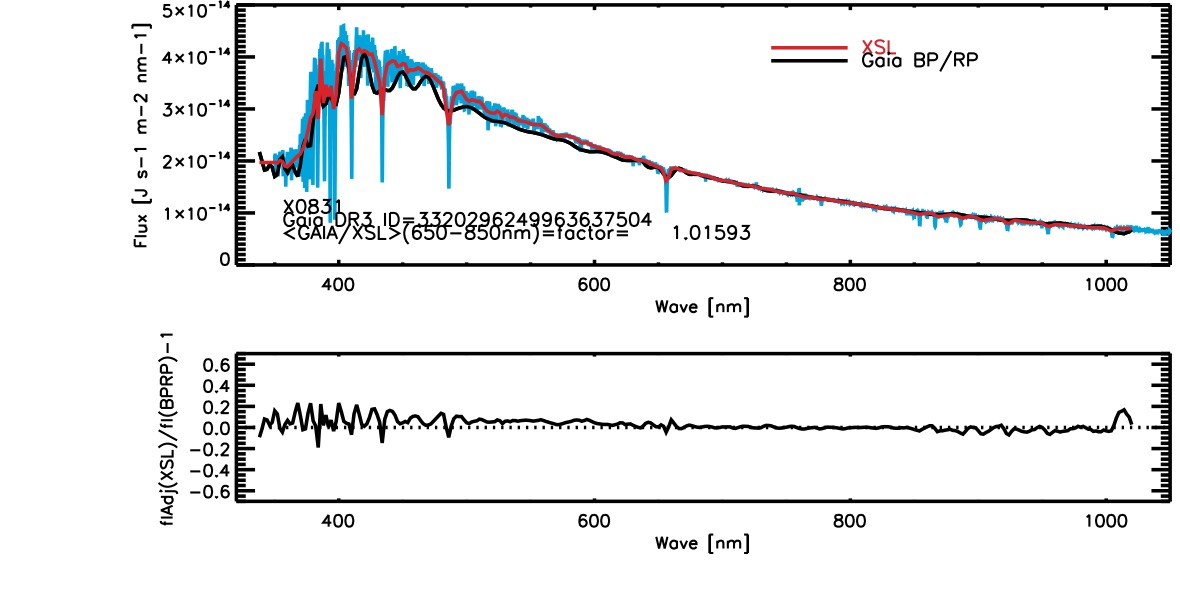 5×10−14
4×10−14
3×10−14
2×10−14
1×10−14
0
Flux [J s−1 m−2 nm−1]
XSL
Gaia BP/RP
X0831
Gaia DR3 ID=3320296249963637504
<GAIA/XSL>(650−850nm)=factor= 1.01593
400 600 800 1000
Wave [nm]
flAdj(XSL)/fl(BPRP)−1
0.6
0.4
0.2
0.0
−0.2
−0.4
−0.6
400 600 800 1000
Wave [nm]